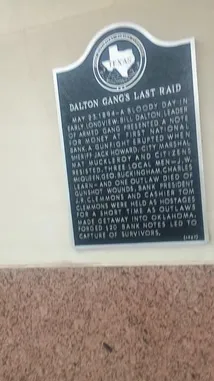 TEXAS
DALTON GANG'S LAST RAID
MAY 23, 1894-A BLOODY DAY IN
EARLY LONGVIEW. BILL DALTON, LEADER
OF ARMED GANG PRESENTED A NOTE
FOR MONEY AT FIRST NATIONAL
BANK. A GUNFIGHT ERUPTED WHEN
SHERIFF JACK HOWARD, CITY MARSHAL
MAT MUCKLEROY AND CITIZENS
RESISTED. THREE LOCAL MEN-J. W.
MCQUEEN, GEO. BUCKINGHAM, CHARLES
LEARN-AND ONE OUTLAW DIED OF
GUNSHOT WOUNDS. BANK PRESIDENT
J. R. CLEMMONS AND CASHIER TOM
CLEMMONS WERE HELD AS HOSTAGES
FOR A SHORT TIME AS OUTLAWS
MADE GETAWAY INTO OKLAHOMA.
FORGED $20 BANK NOTES LED TO
CAPTURE OF SURVIVORS.